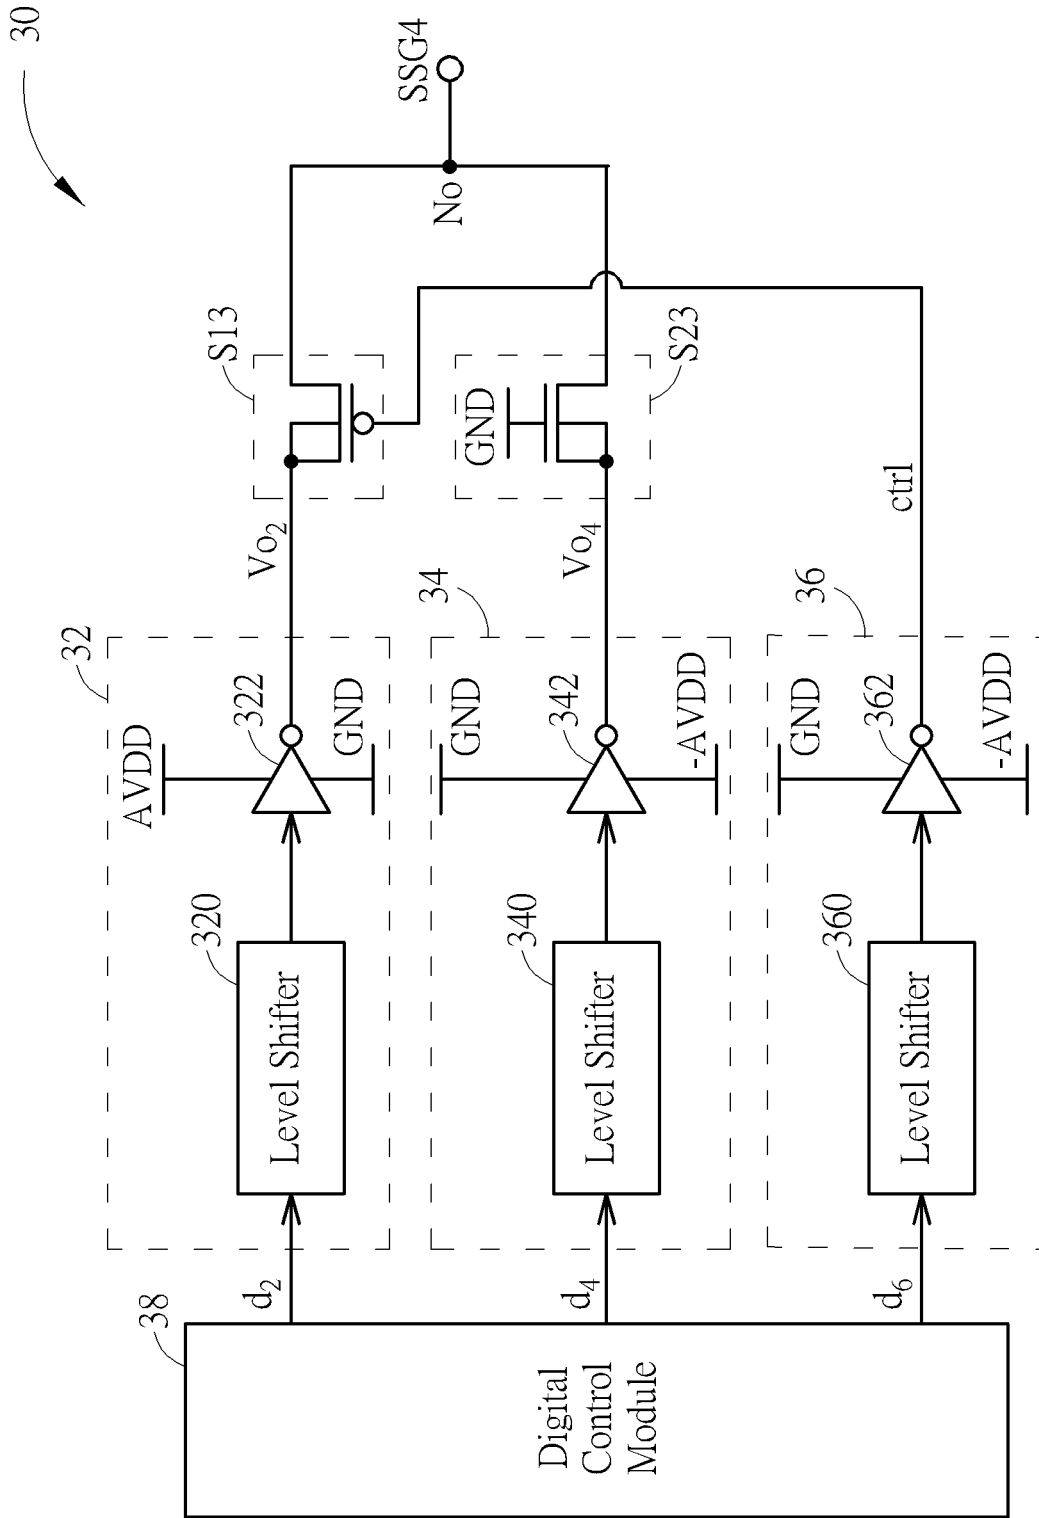 30
38
Digital
Control
Module
d2
d4
d6
32
AVDD
320
Level Shifter
322
GND
Vo2
S13
34
GND
340
Level Shifter
342
-AVDD
Vo4
GND
S23
36
GND
360
Level Shifter
362
-AVDD
ctrl
No
SSG4